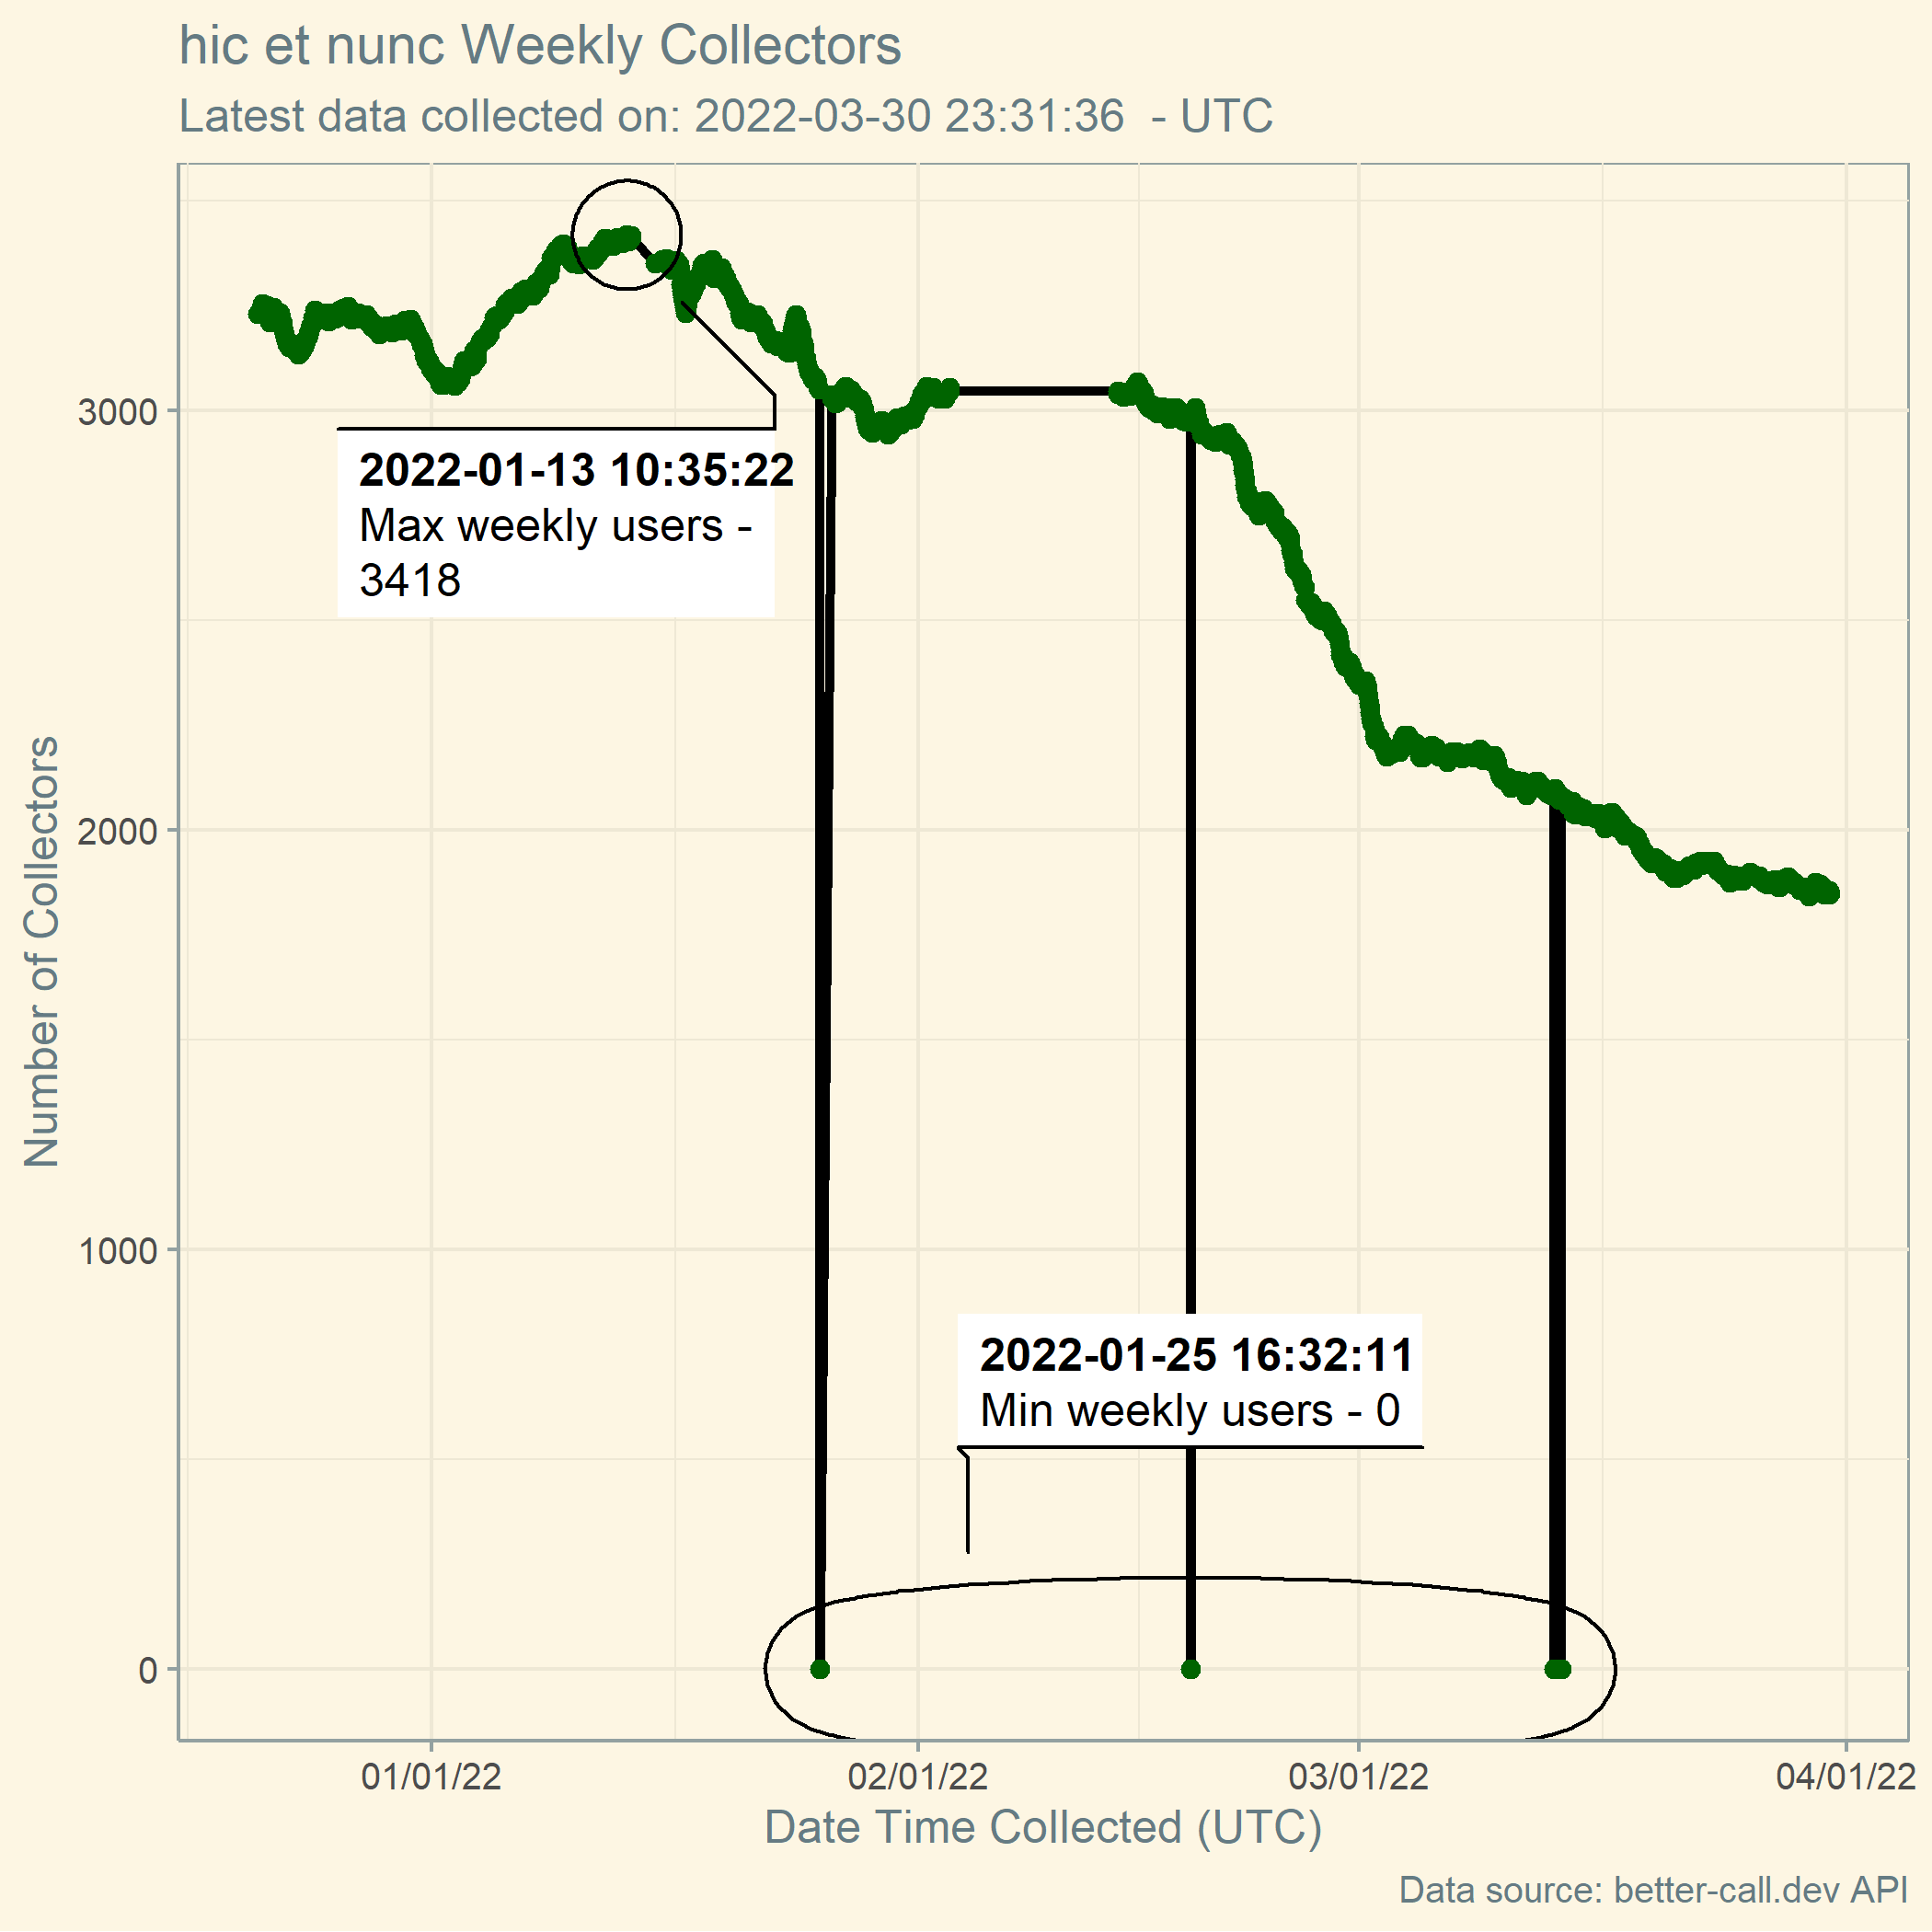 hic et nunc Weekly Collectors
Latest data collected on: 2022-03-30 23:31:36  - UTC
Number of Collectors
3000
2000
1000
0
2022-01-13 10:35:22
Max weekly users -
3418
2022-01-25 16:32:11
Min weekly users - 0
01/01/22 02/01/22 03/01/22 04/01/22
Date Time Collected (UTC)
Data source: better-call.dev API